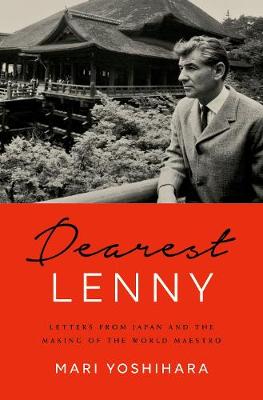 Dearest
LENNY
LETTERS FROM JAPAN AND THE
MAKING OF THE WORLD MAESTRO
MARI YOSHIHARA